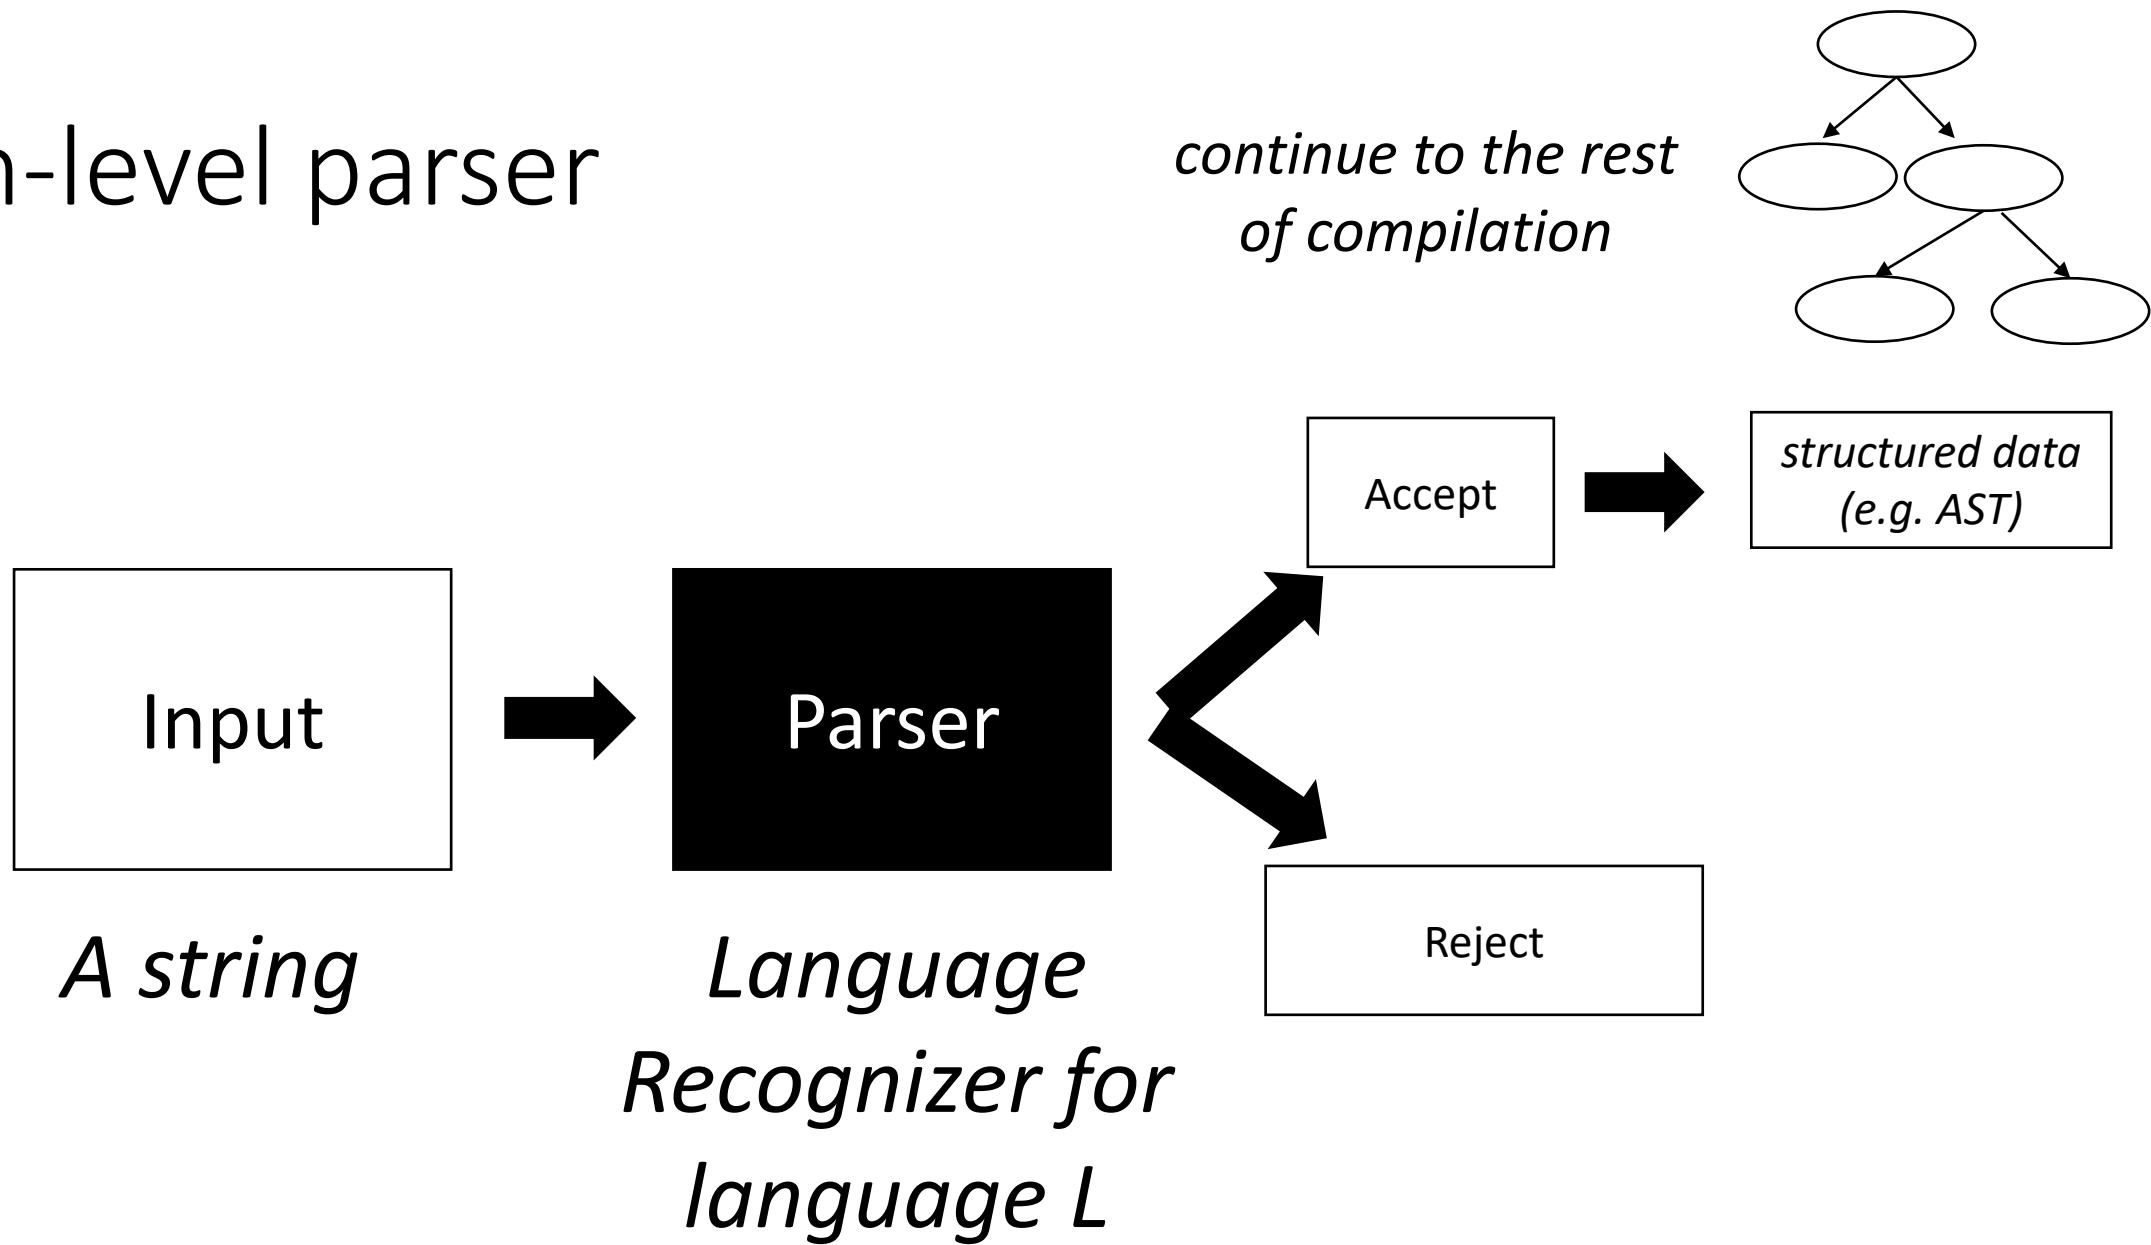 h-level parser
continue to the rest
of compilation
structured data
(e.g. AST)
Accept
Input
Parser
Reject
A string
Language
Recognizer for
language L